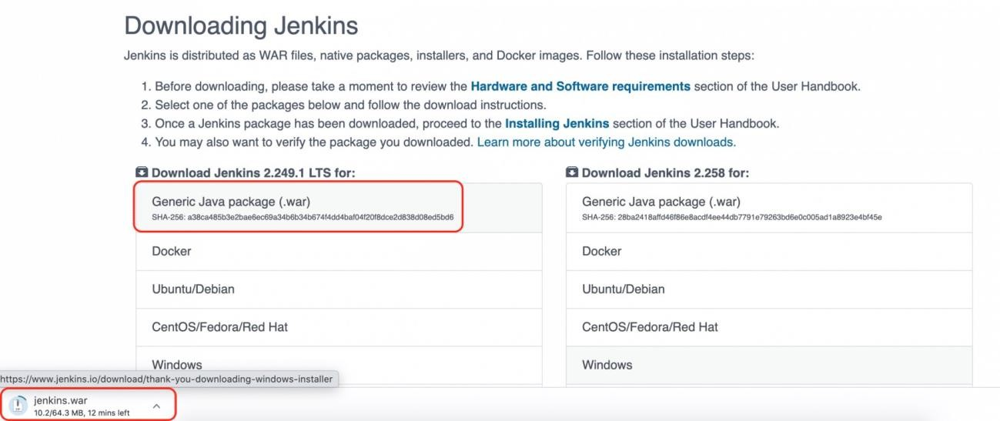 Downloading Jenkins
Jenkins is distributed as WAR files, native packages, installers, and Docker images. Follow these installation steps:
1. Before downloading, please take a moment to review the Hardware and Software requirements section of the User Handbook.
2. Select one of the packages below and follow the download instructions.
3. Once a Jenkins package has been downloaded, proceed to the Installing Jenkins section of the User Handbook.
4. You may also want to verify the package you downloaded. Learn more about verifying Jenkins downloads.
Download Jenkins 2.249.1 LTS for:
Generic Java package (.war)
SHA-256: a38ca485b3e2bae6ec69a34b6b34b674f4dd4baf04f20f8dce2d838d08ed5bd6
Docker
Ubuntu/Debian
CentOS/Fedora/Red Hat
Windows
Download Jenkins 2.258 for:
Generic Java package (.war)
SHA-256: 28ba2418affd46f86e8acdf4ee44db7791e79263bd6e0c005ad1a8923e4bf45e
Docker
Ubuntu/Debian
CentOS/Fedora/Red Hat
Windows
https://www.jenkins.io/download/thank-you-downloading-windows-installer
jenkins.war
10.2/64.3 MB, 12 mins left